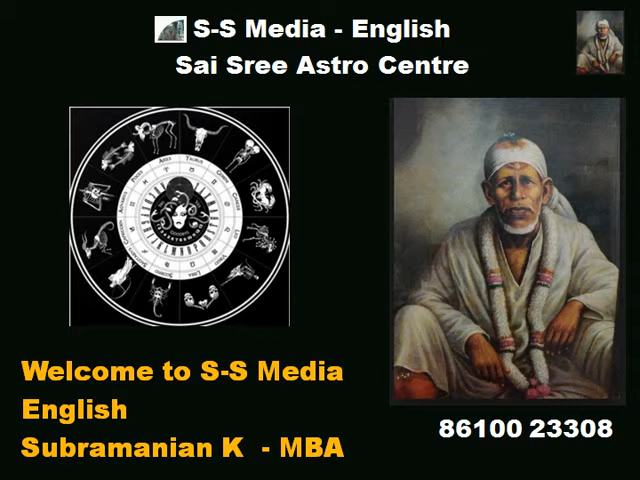 S-S Media - English
Sai Sree Astro Centre
Welcome to S-S Media
English
Subramanian K - MBA
86100 23308